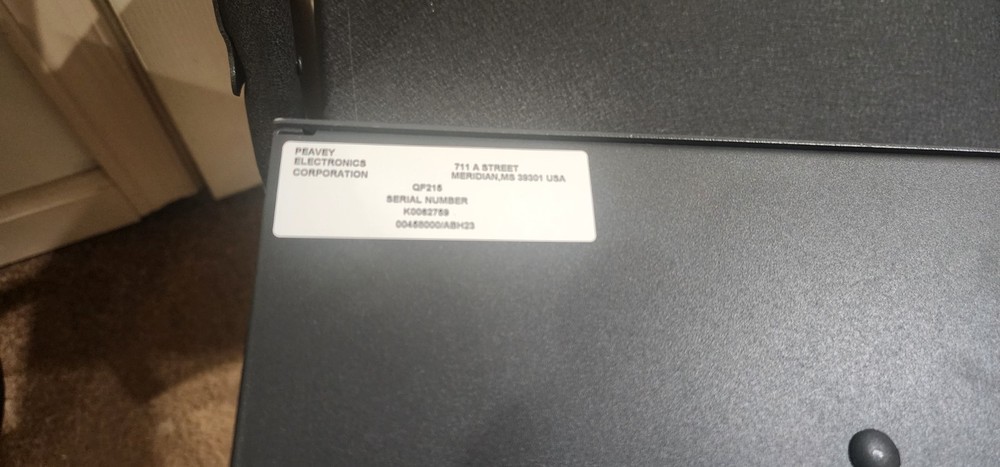 PEAVEY
ELECTRONICS
CORPORATION
711 A STREET
MERIDIAN,MS 39301 USA
QF215
SERIAL NUMBER
K0062759
00458000/ABH23